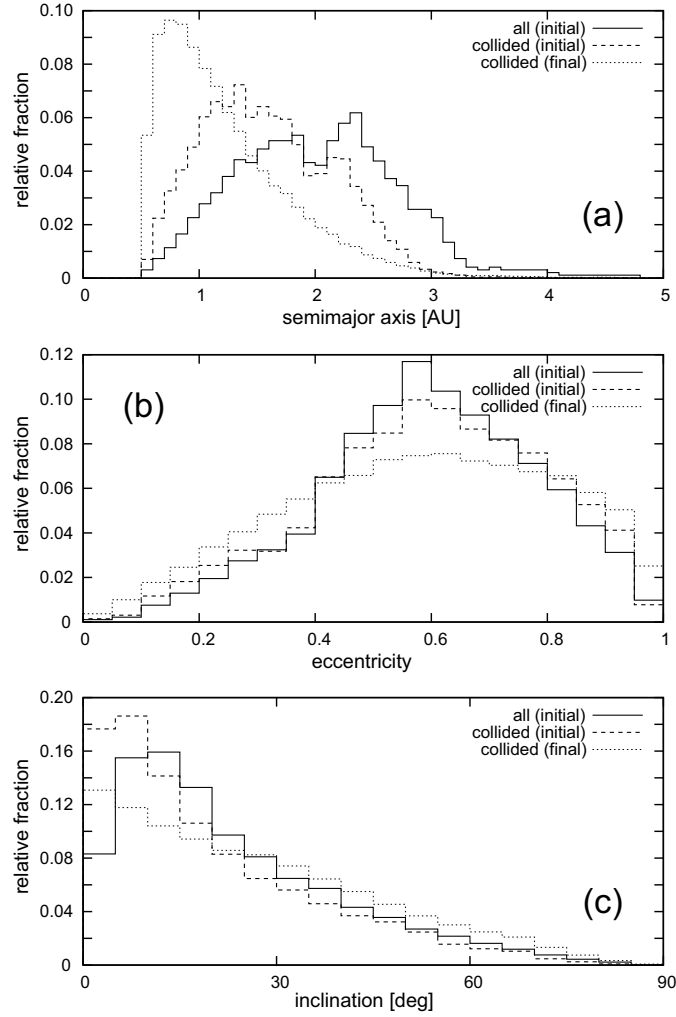 0.10
0.08
0.06
0.04
0.02
0
relative fraction
all (initial)
collided (initial)
collided (final)
(a)
0 1 2 3 4 5
semimajor axis [AU]
0.12
0.10
0.08
0.06
0.04
0.02
0
relative fraction
(b)
all (initial)
collided (initial)
collided (final)
0 0.2 0.4 0.6 0.8 1
eccentricity
0.20
0.16
0.12
0.08
0.04
0
relative fraction
all (initial)
collided (initial)
collided (final)
(c)
0 30 60 90
inclination [deg]